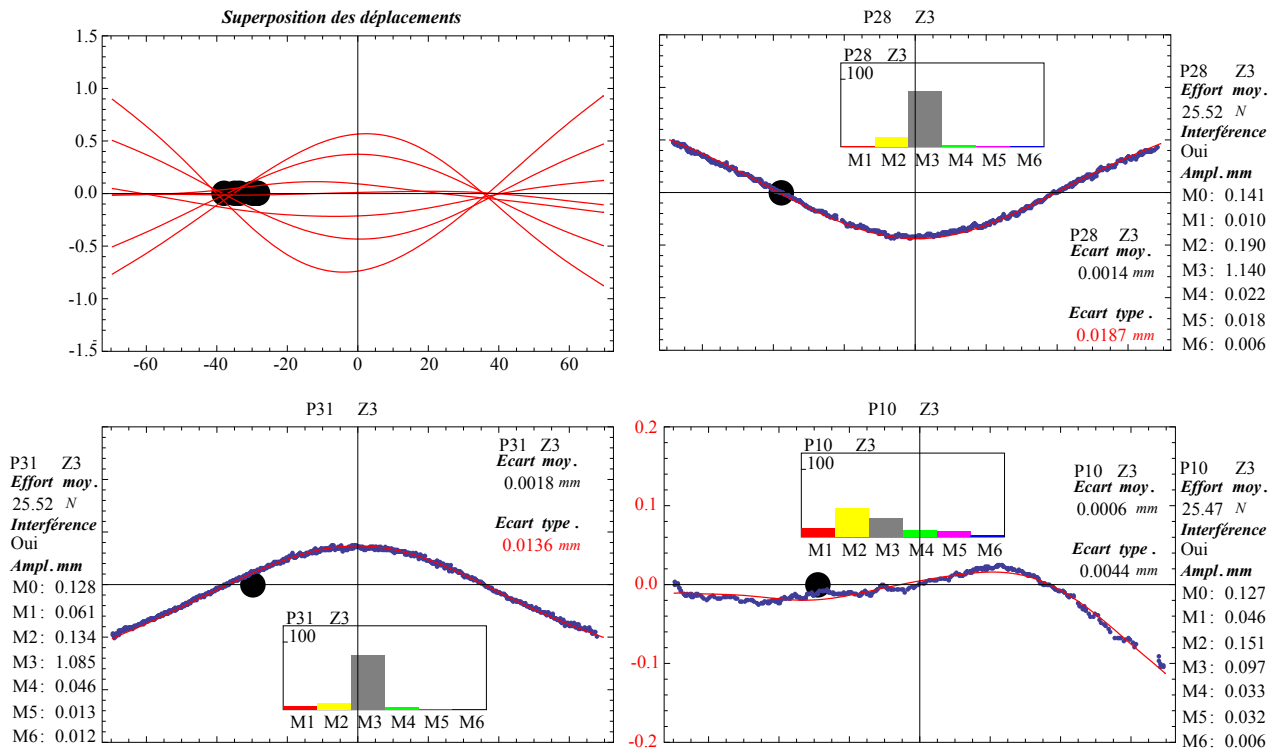 Superposition des déplacements
1.5
1.0
0.5
0.0
-0.5
-1.0
-1.5
-60 -40 -20 0 20 40 60
P28 Z3
P28 Z3
100
M1 M2 M3 M4 M5 M6
P28 Z3
Ecart moy.
0.0014 mm
Ecart type.
0.0187 mm
P28 Z3
Effort moy.
25.52 N
Interférence
Oui
Ampl.mm
M0: 0.141
M1: 0.010
M2: 0.190
M3: 1.140
M4: 0.022
M5: 0.018
M6: 0.006
P31 Z3
P31 Z3
Effort moy.
25.52 N
Interférence
Oui
Ampl.mm
M0: 0.128
M1: 0.061
M2: 0.134
M3: 1.085
M4: 0.046
M5: 0.013
M6: 0.012
P31 Z3
Ecart moy.
0.0018 mm
Ecart type.
0.0136 mm
P31 Z3
100
M1 M2 M3 M4 M5 M6
P10 Z3
0.2
0.1
0.0
-0.1
-0.2
P10 Z3
100
M1 M2 M3 M4 M5 M6
P10 Z3
Ecart moy.
0.0006 mm
Ecart type.
0.0044 mm
P10 Z3
Effort moy.
25.47 N
Interférence
Oui
Ampl.mm
M0: 0.127
M1: 0.046
M2: 0.151
M3: 0.097
M4: 0.033
M5: 0.032
M6: 0.006